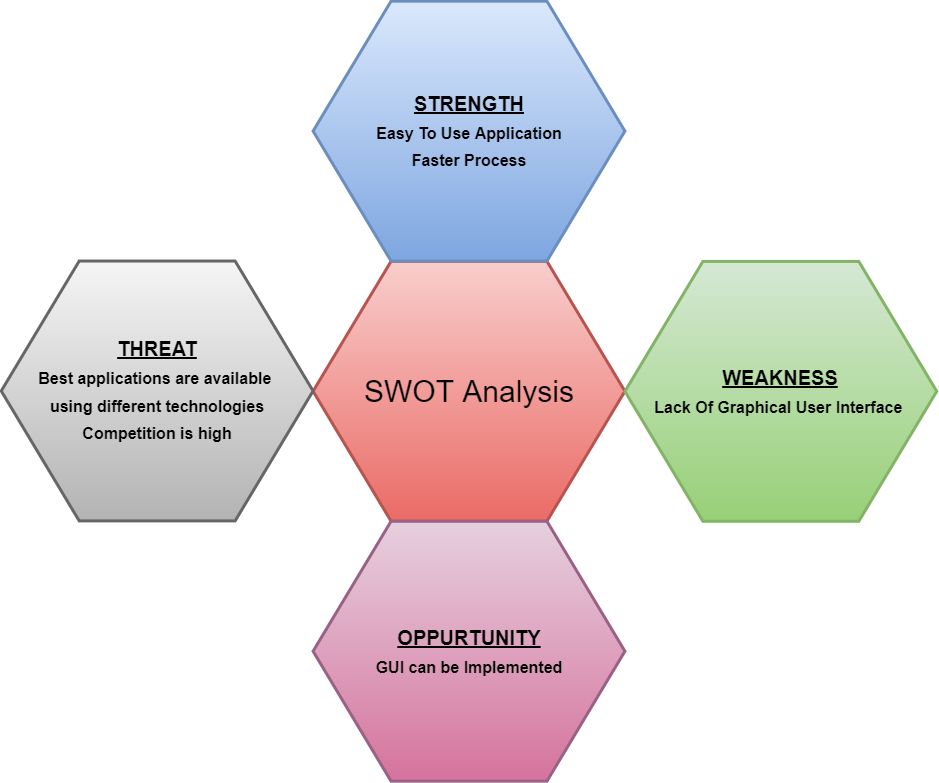 STRENGTH
Easy To Use Application
Faster Process
THREAT
Best applications are available
using different technologies
Competition is high
SWOT Analysis
WEAKNESS
Lack Of Graphical User Interface
OPPURTUNITY
GUI can be Implemented